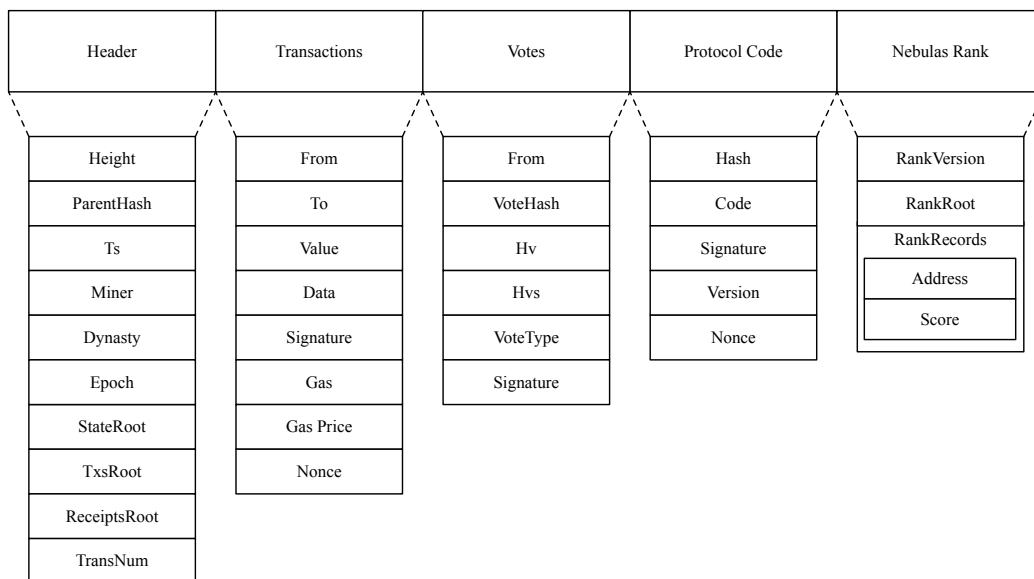 Header
Transactions
Votes
Protocol Code
Nebulas Rank
Height
ParentHash
Ts
Miner
Dynasty
Epoch
StateRoot
TxsRoot
ReceiptsRoot
TransNum
From
To
Value
Data
Signature
Gas
Gas Price
Nonce
From
VoteHash
Hv
Hvs
VoteType
Signature
Hash
Code
Signature
Version
Nonce
RankVersion
RankRoot
RankRecords
Address
Score